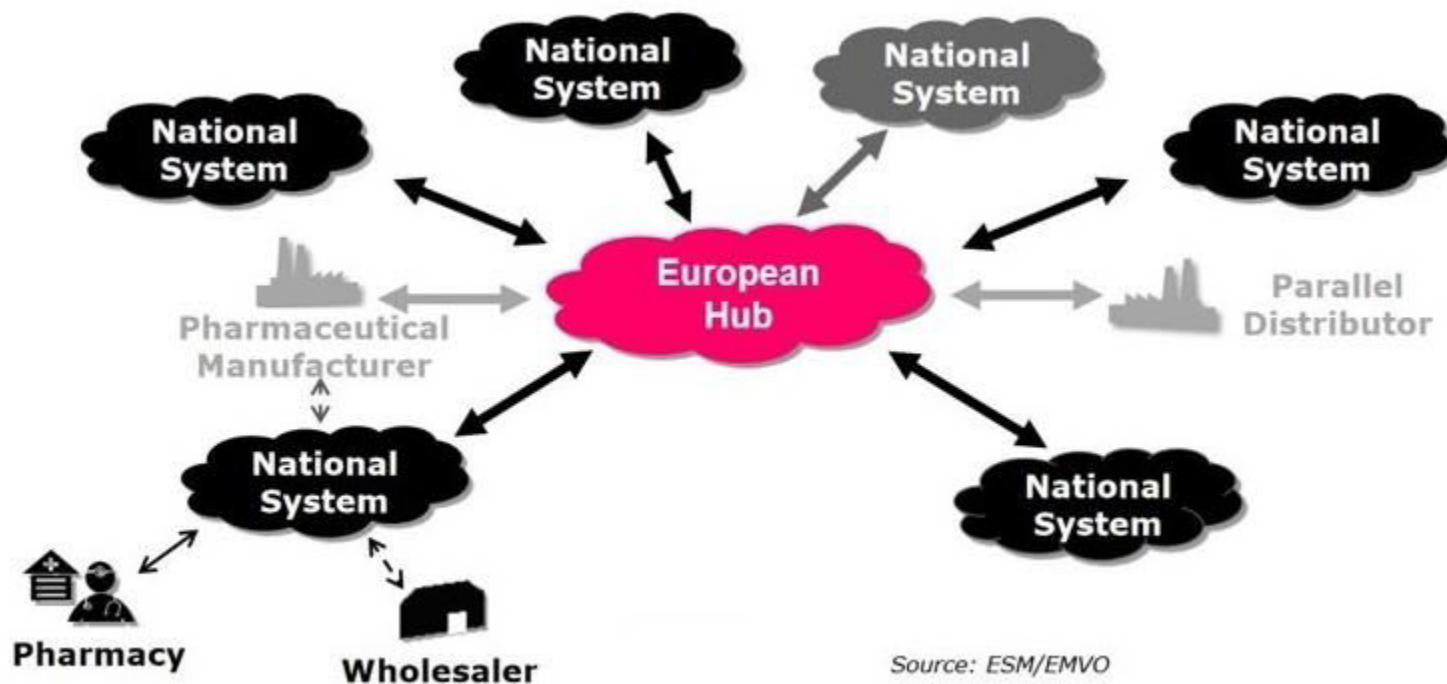 National
System
National
System
National
System
National
System
European
Hub
Pharmaceutical
Manufacturer
Parallel
Distributor
National
System
National
System
Pharmacy
Wholesaler
Source: ESM/EMVO